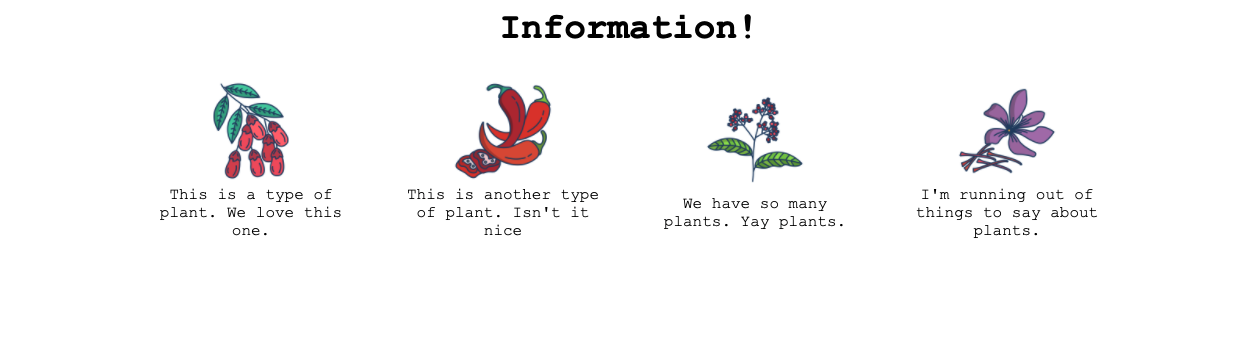 Information!
This is a type of
plant. We love this
one.
This is another type
of plant. Isn't it
nice
We have so many
plants. Yay plants.
I'm running out of
things to say about
plants.